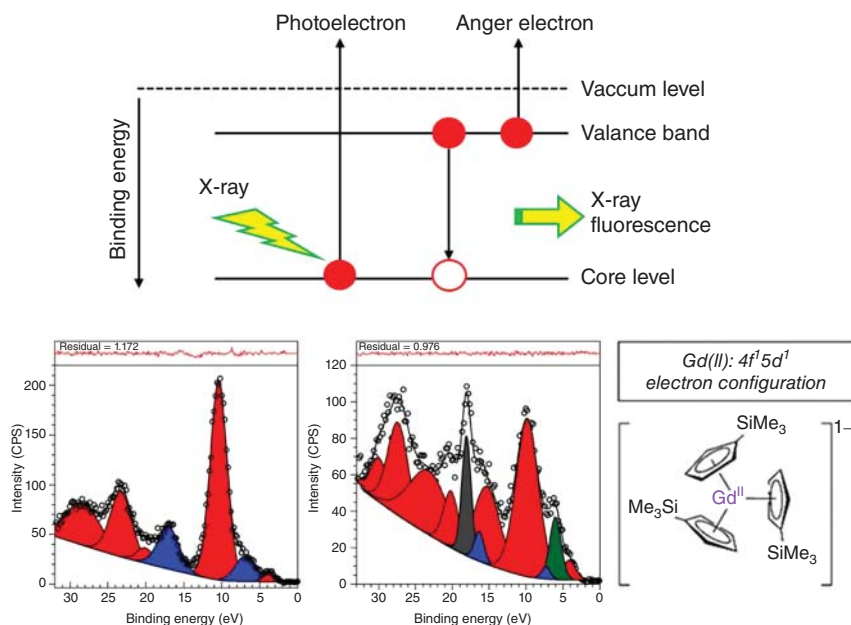 Photoelectron
Anger electron
Vaccum level
Valance band
Binding energy
X-ray
X-ray
fluorescence
Core level
Residual = 1.172
200
150
100
50
0
Intensity (CPS)
30
25
20
15
10
5
0
Binding energy (eV)
Residual = 0.976
120
100
80
60
40
20
0
Intensity (CPS)
30
25
20
15
10
5
0
Binding energy (eV)
Gd(II): 4f¹5d¹
electron configuration
SiMe₃
1–
Gdᴵᴵ
Me₃Si
SiMe₃